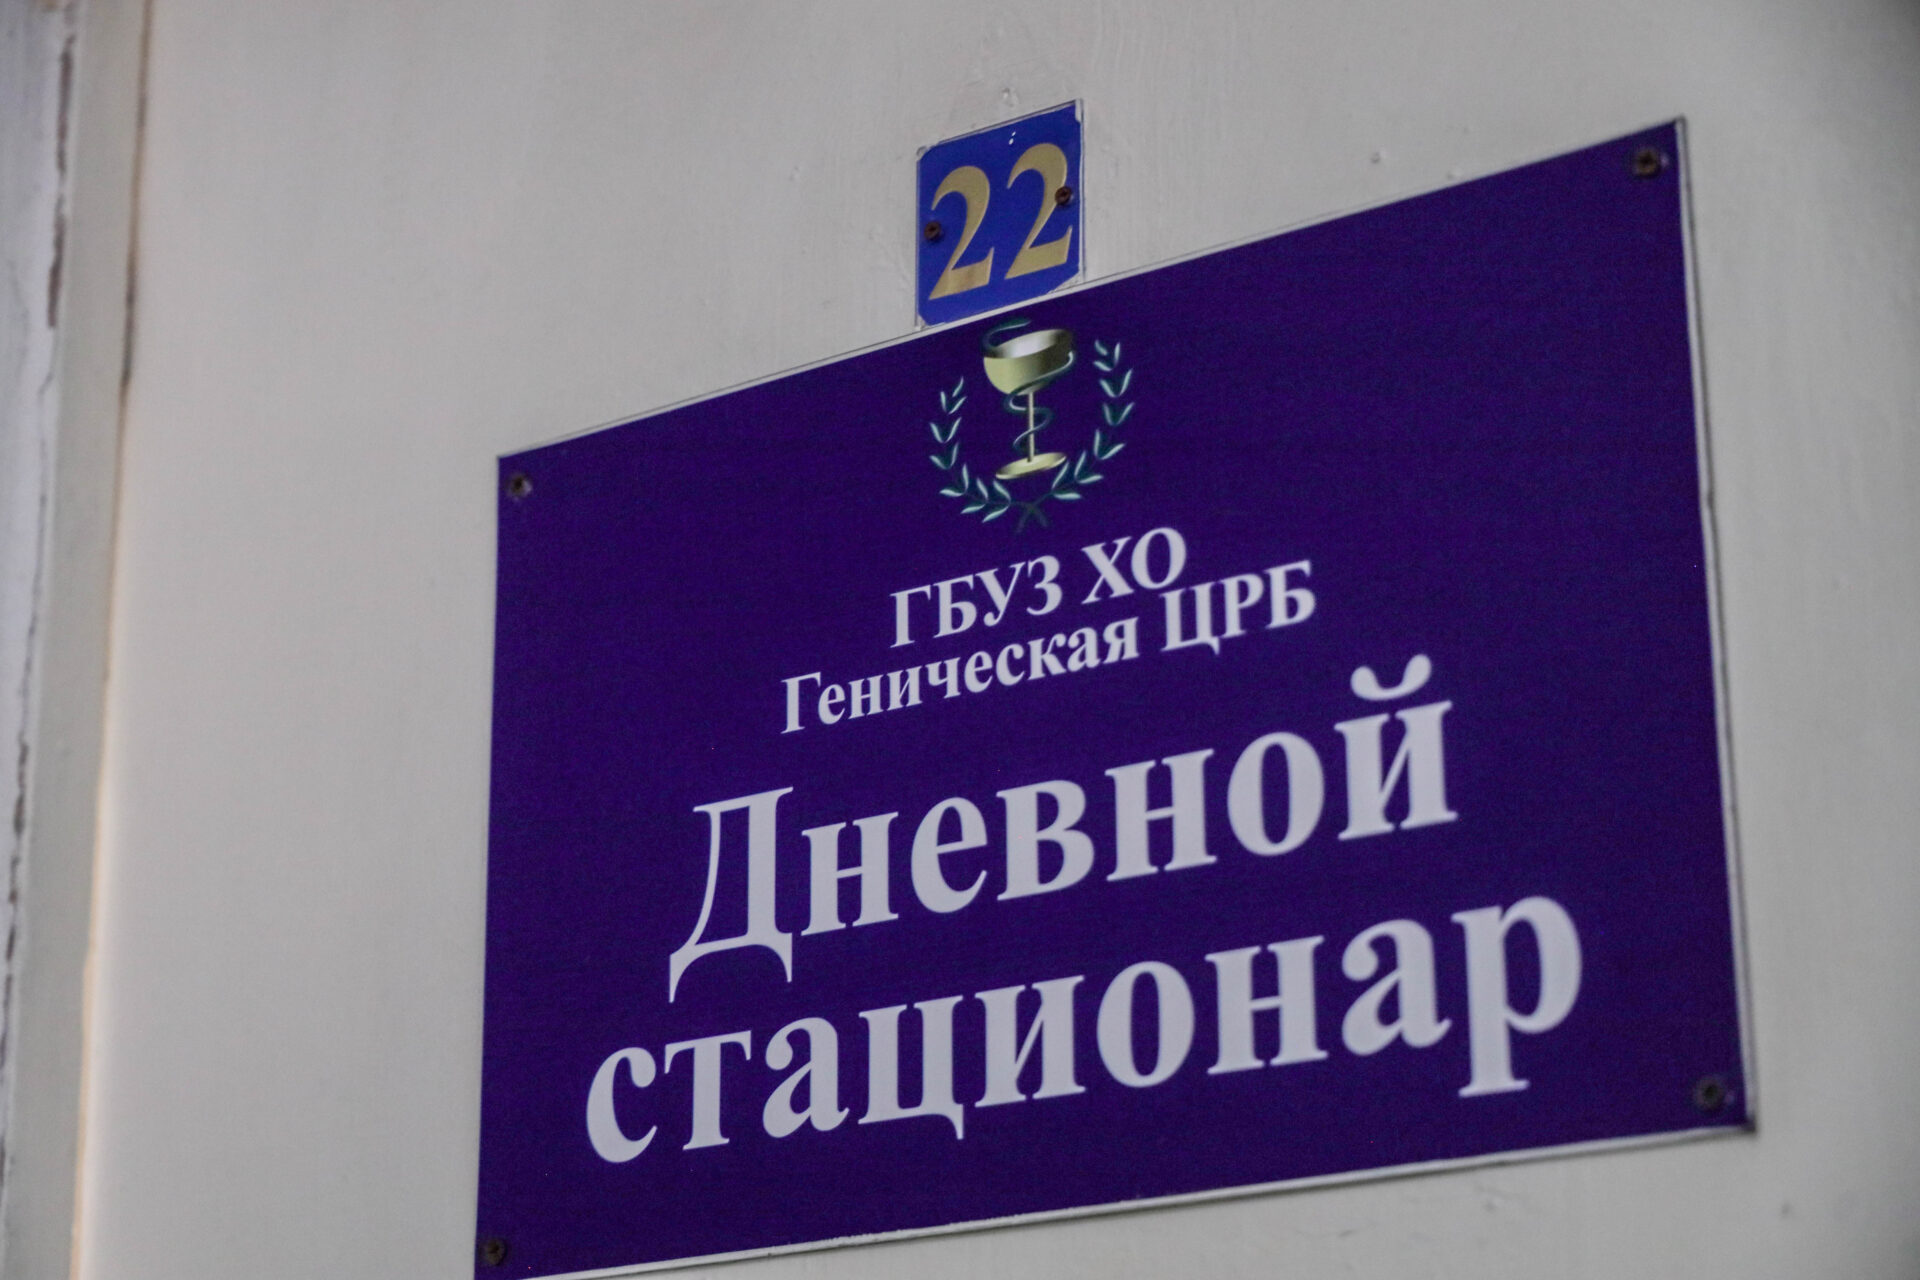 22
ГБУЗ ХО
Геническая ЦРБ
Дневной
стационар